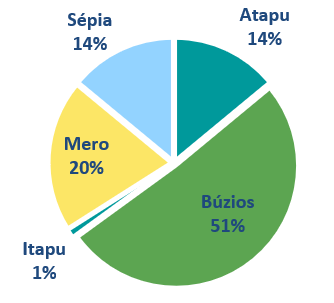 Sépia
14%
Atapu
14%
Mero
20%
Búzios
51%
Itapu
1%